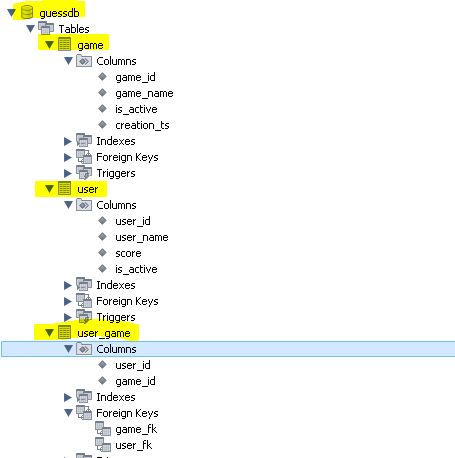 guessdb
Tables
game
Columns
game_id
game_name
is_active
creation_ts
Indexes
Foreign Keys
Triggers
user
Columns
user_id
user_name
score
is_active
Indexes
Foreign Keys
Triggers
user_game
Columns
user_id
game_id
Indexes
Foreign Keys
game_fk
user_fk